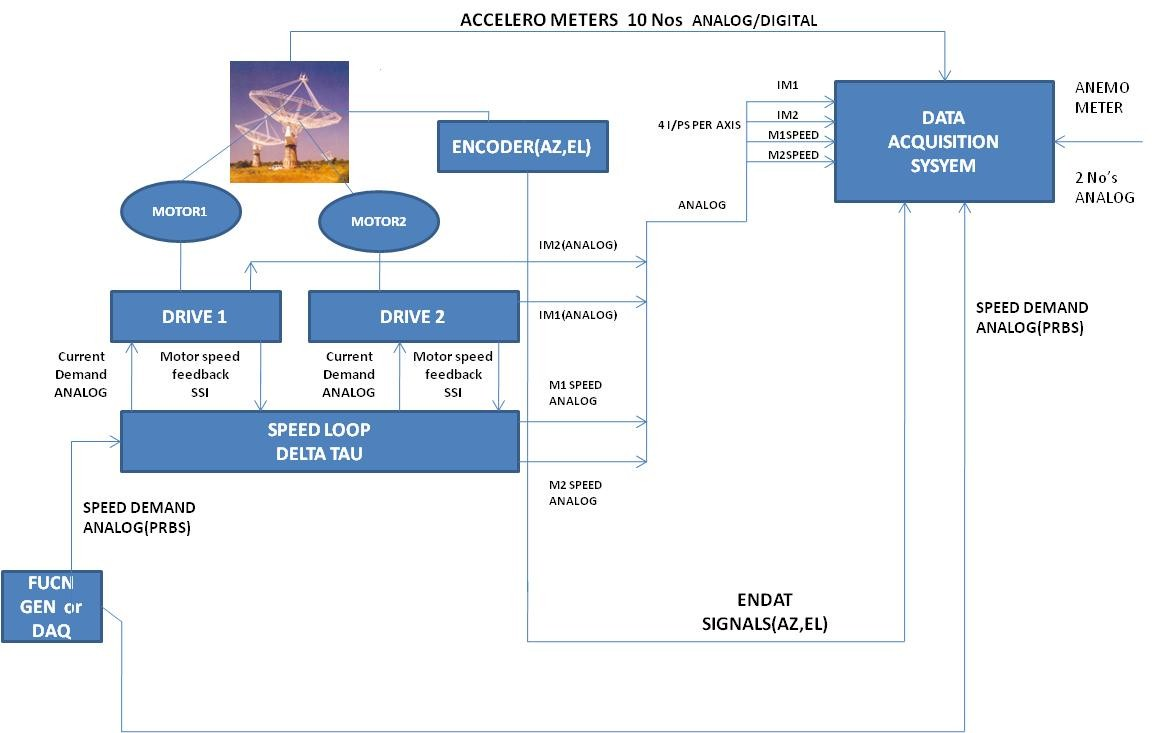 ACCELERO METERS 10 Nos ANALOG/DIGITAL
IM1
IM2
M1SPEED
M2SPEED
4 I/PS PER AXIS
DATA
ACQUISITION
SYSYEM
ANEMO
METER
2 No's
ANALOG
ENCODER(AZ,EL)
MOTOR1
MOTOR2
ANALOG
IM2(ANALOG)
IM1(ANALOG)
DRIVE 1
DRIVE 2
SPEED DEMAND
ANALOG(PRBS)
Current
Demand
ANALOG
Motor speed
feedback
SSI
Current
Demand
ANALOG
Motor speed
feedback
SSI
M1 SPEED
ANALOG
SPEED LOOP
DELTA TAU
M2 SPEED
ANALOG
SPEED DEMAND
ANALOG(PRBS)
FUCN
GEN or
DAQ
ENDAT
SIGNALS(AZ,EL)